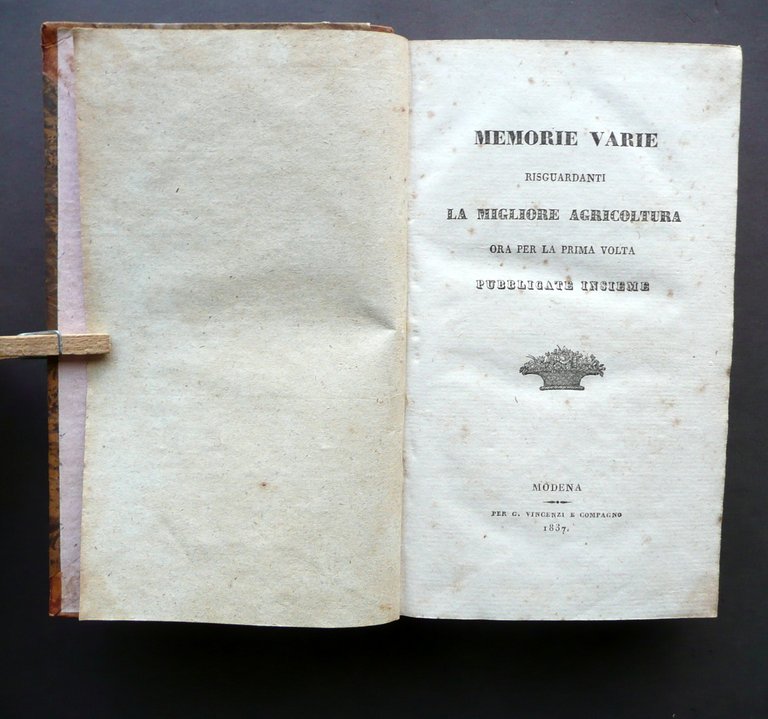 MEMORIE VARIE
RISGUARDANTI
LA MIGLIORE AGRICOLTURA
ORA PER LA PRIMA VOLTA
PUBBLICATE INSIEME
MODENA
PER G. VINCENZI E COMPAGNO
1837.